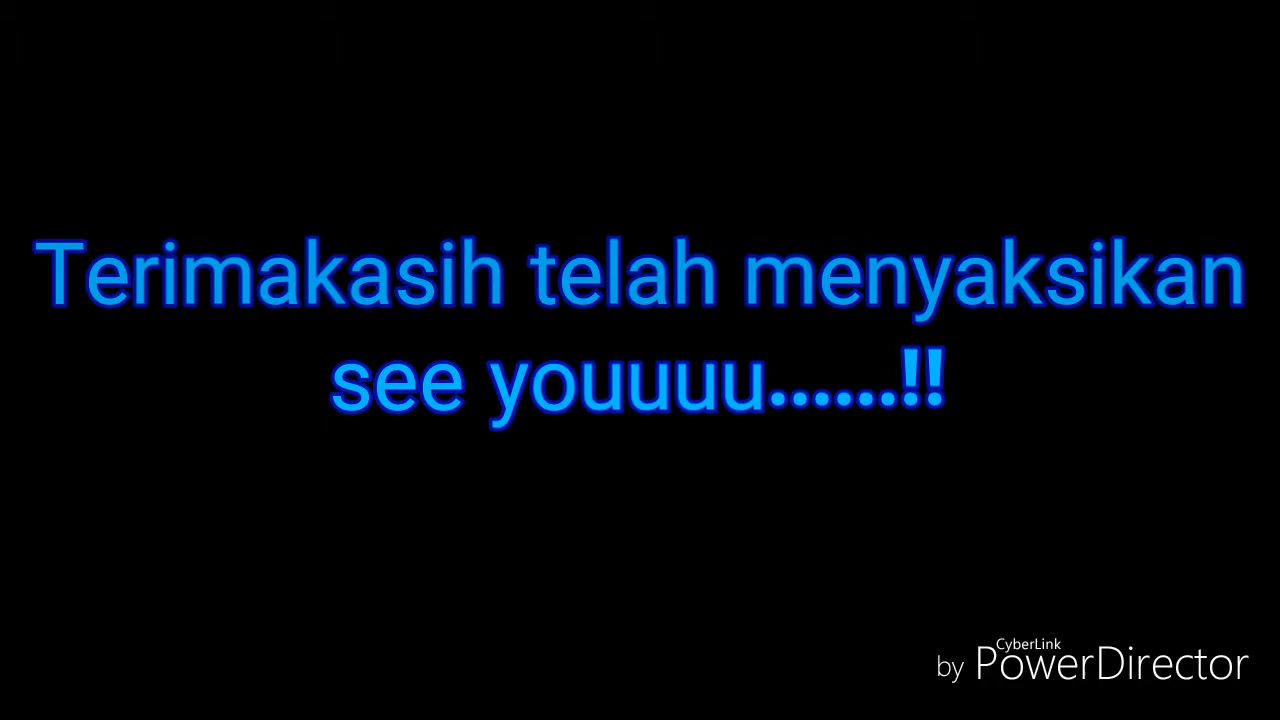 Terimakasih telah menyaksikan
see youuuu......!!
CyberLink
by PowerDirector